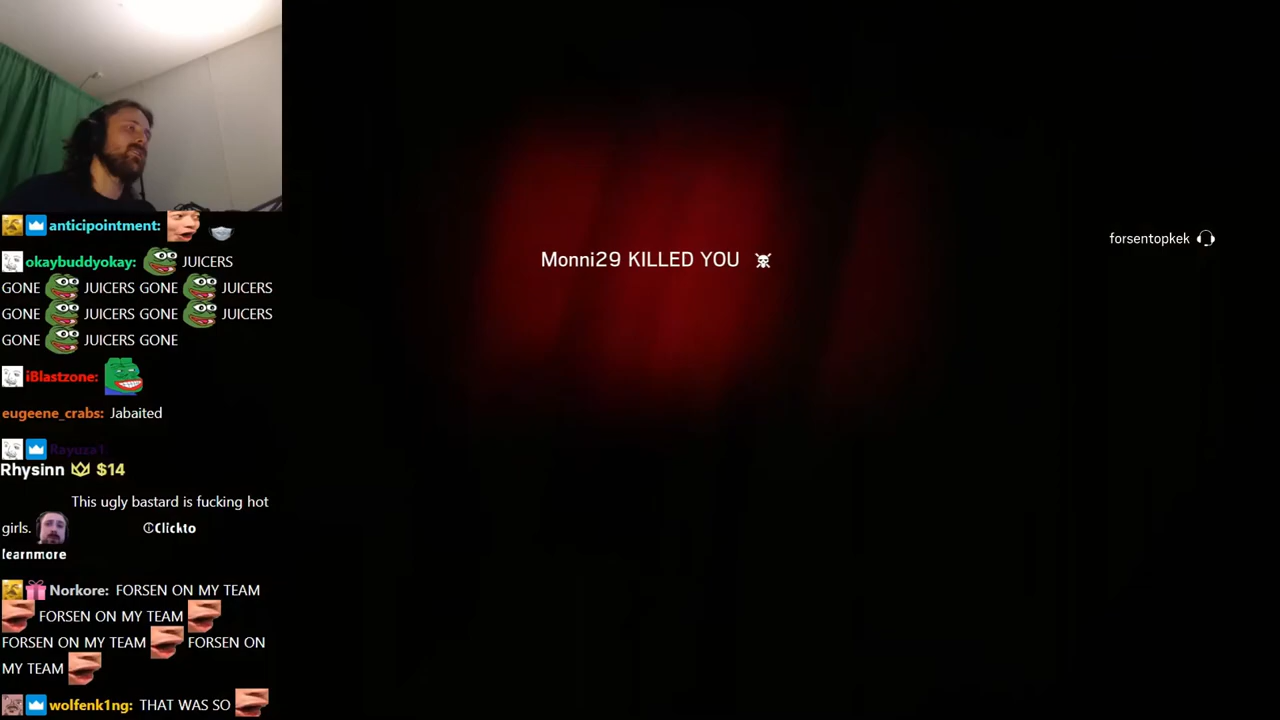 anticipointment:
okaybuddyokay: JUICERS
GONE JUICERS GONE JUICERS
GONE JUICERS GONE JUICERS
GONE JUICERS GONE
iBlastzone:
eugeene_crabs: Jabaited
Rayuza1
Rhysinn $14
This ugly bastard is fucking hot
girls. Clickto
learnmore
Norkore: FORSEN ON MY TEAM
FORSEN ON MY TEAM
FORSEN ON MY TEAM FORSEN ON
MY TEAM
wolfenk1ng: THAT WAS SO
Monni29 KILLED YOU
forsentopkek